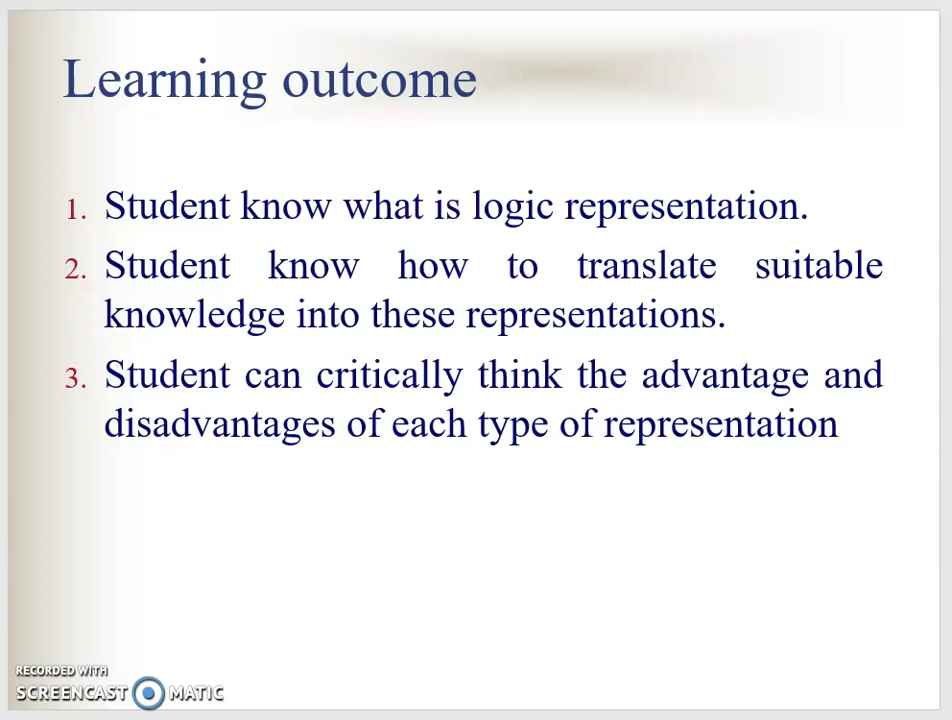 Learning outcome
1. Student know what is logic representation.
2. Student know how to translate suitable
knowledge into these representations.
3. Student can critically think the advantage and
disadvantages of each type of representation
RECORDED WITH
SCREENCAST MATIC